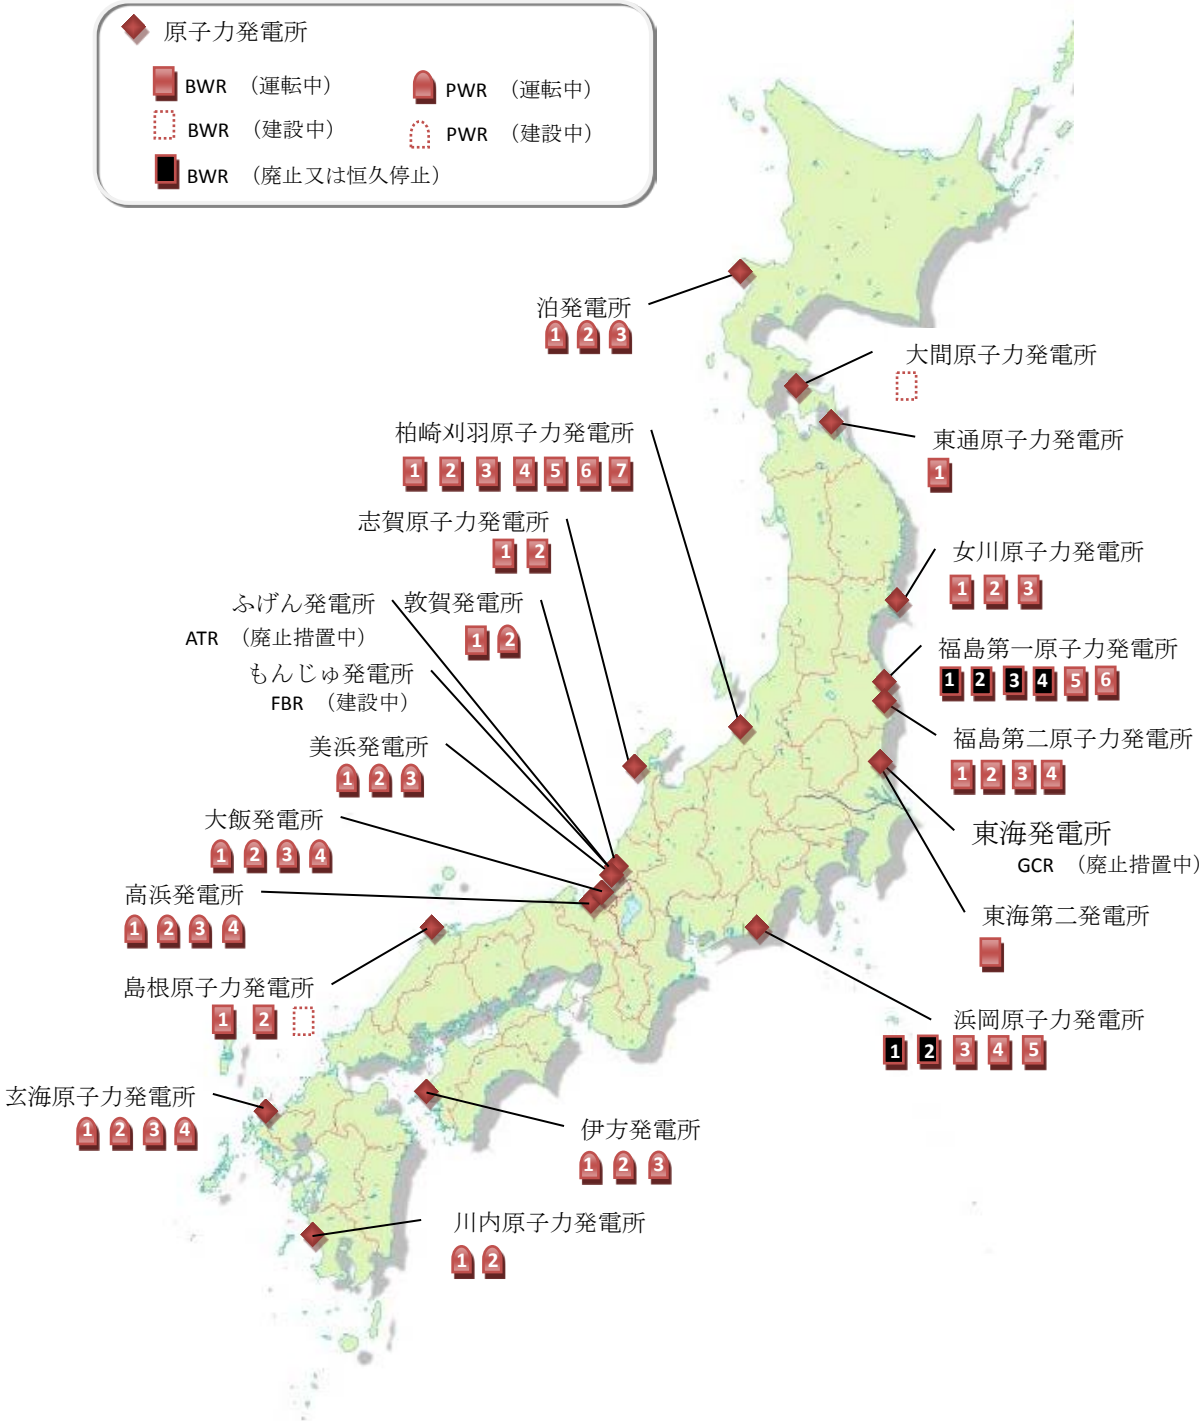 原子力発電所
BWR （運転中） PWR （運転中）
BWR （建設中） PWR （建設中）
BWR （廃止又は恒久停止）
泊発電所
1 2 3
大間原子力発電所
柏崎刈羽原子力発電所
1 2 3 4 5 6 7
東通原子力発電所
1
志賀原子力発電所
1 2
女川原子力発電所
1 2 3
ふげん発電所
ATR （廃止措置中）
敦賀発電所
1 2
もんじゅ発電所
FBR （建設中）
福島第一原子力発電所
1 2 3 4 5 6
美浜発電所
1 2 3
福島第二原子力発電所
1 2 3 4
大飯発電所
1 2 3 4
東海発電所
GCR （廃止措置中）
高浜発電所
1 2 3 4
東海第二発電所
島根原子力発電所
1 2
浜岡原子力発電所
1 2 3 4 5
玄海原子力発電所
1 2 3 4
伊方発電所
1 2 3
川内原子力発電所
1 2